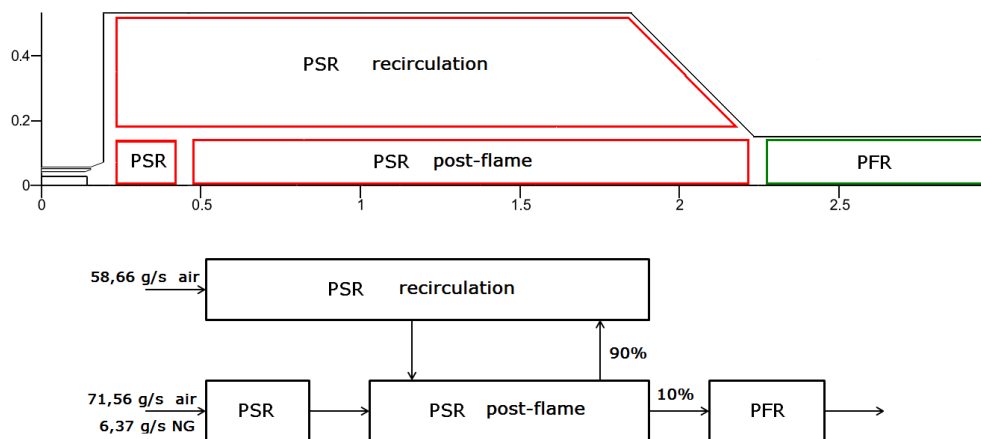 0.4
0.2
0
PSR recirculation
PSR
PSR post-flame
PFR
0 0.5 1 1.5 2 2.5
58,66 g/s air
PSR recirculation
90%
71,56 g/s air
6,37 g/s NG
PSR
PSR post-flame
10%
PFR